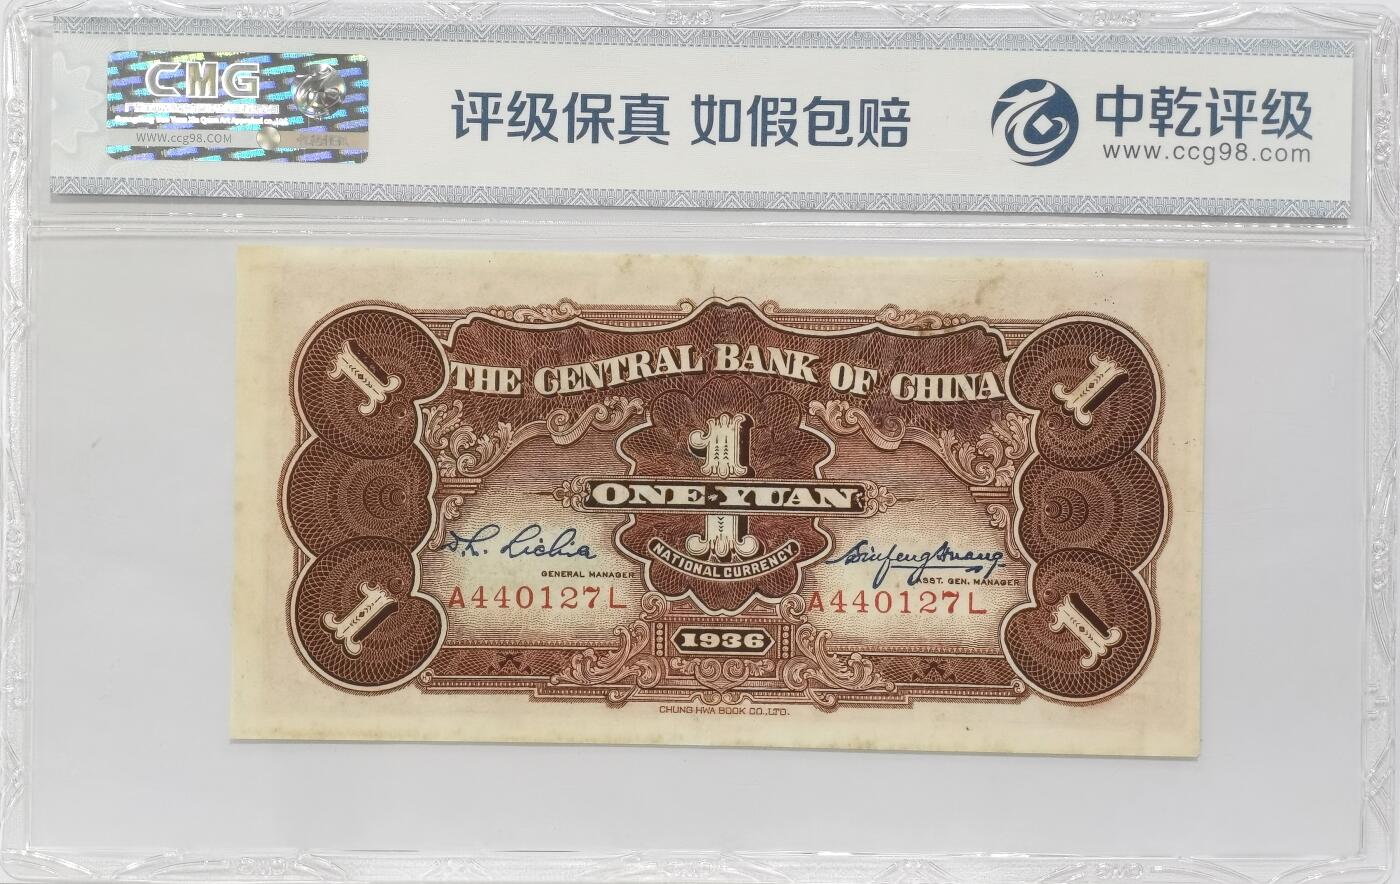 CMG
WWW.ccg98.COM
评级保真 如假包赔
中乾评级
www.ccg98.com
THE CENTRAL BANK OF CHINA
1
1
1
ONE YUAN
NATIONAL CURRENCY
GENERAL MANAGER
ASST. GEN. MANAGER
A440127L
A440127L
1
1
1936
CHUNG HWA BOOK CO.,LTD.